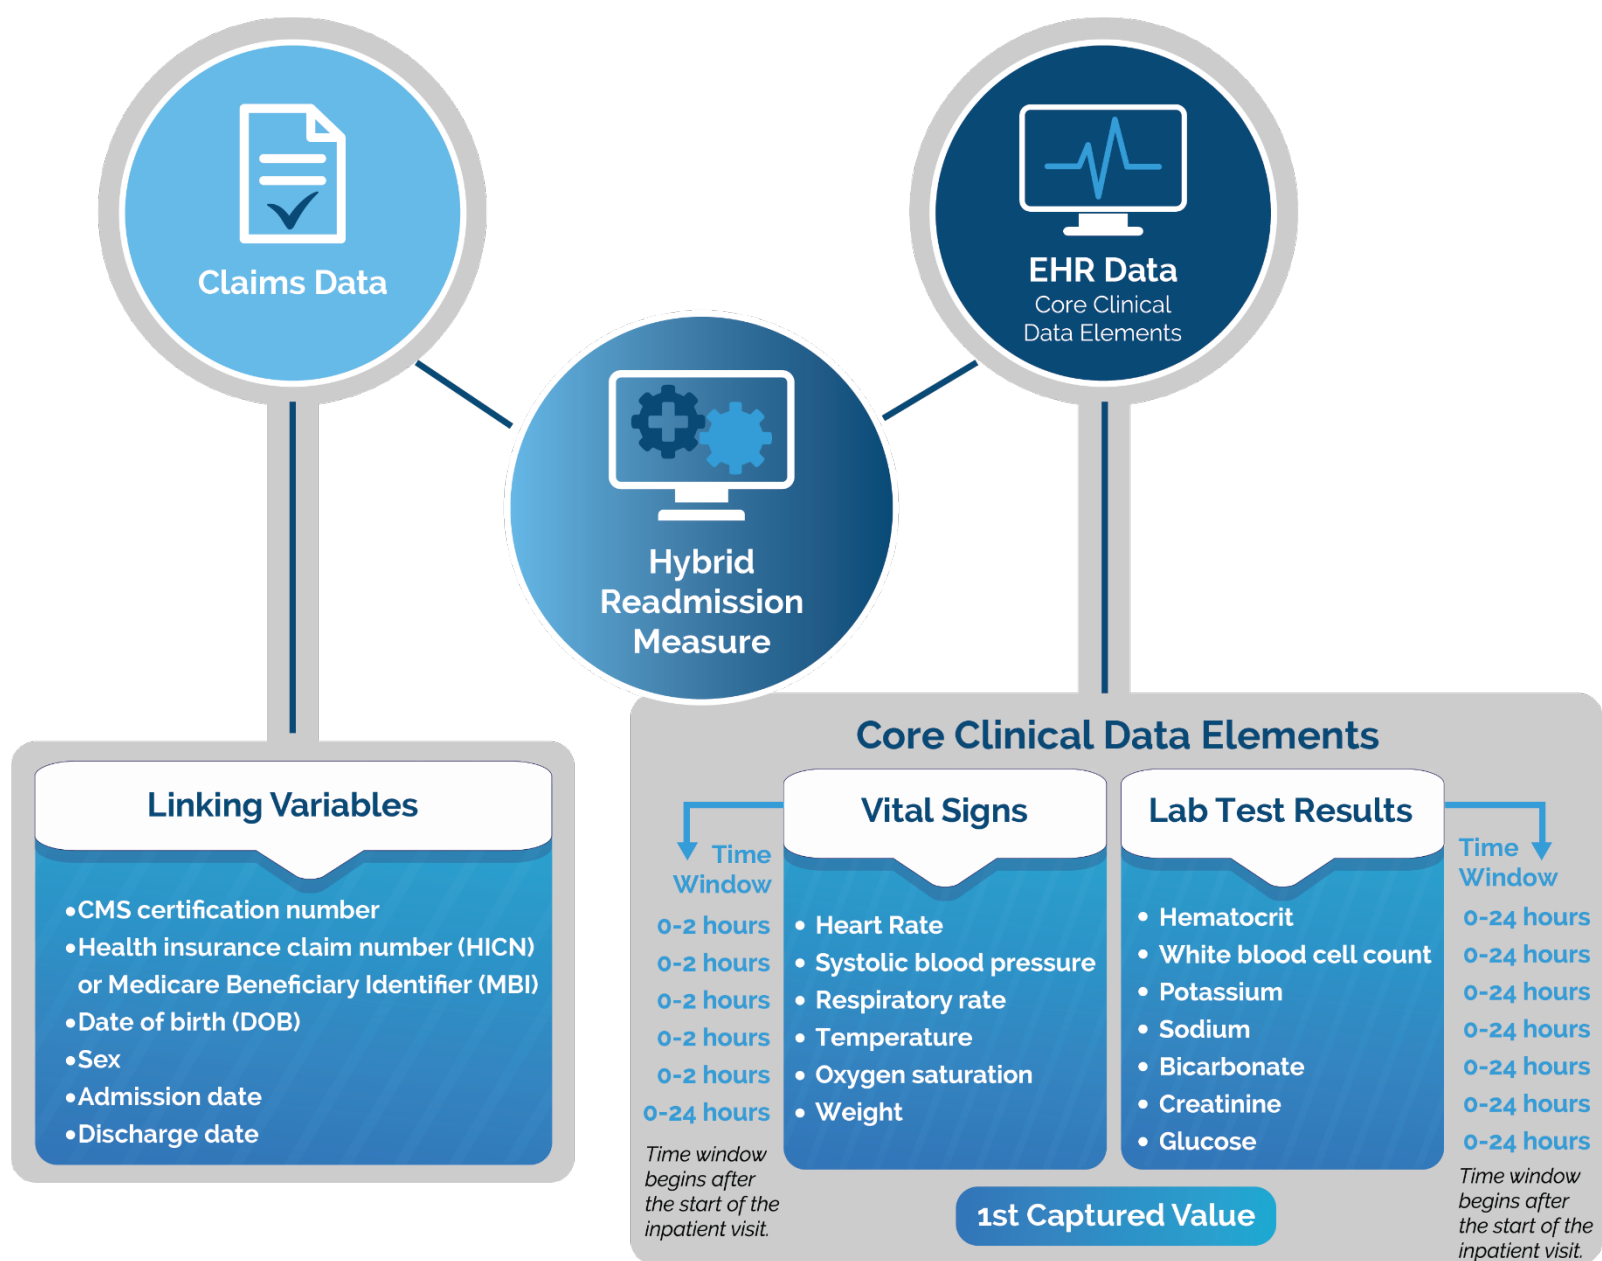 Claims Data
EHR Data
Core Clinical
Data Elements
Hybrid
Readmission
Measure
Linking Variables
•CMS certification number
•Health insurance claim number (HICN)
or Medicare Beneficiary Identifier (MBI)
•Date of birth (DOB)
•Sex
•Admission date
•Discharge date
Core Clinical Data Elements
Vital Signs
Time
Window
0-2 hours • Heart Rate
0-2 hours • Systolic blood pressure
0-2 hours • Respiratory rate
0-2 hours • Temperature
0-2 hours • Oxygen saturation
0-24 hours • Weight
Time window
begins after
the start of the
inpatient visit.
Lab Test Results
Time
Window
• Hematocrit 0-24 hours
• White blood cell count 0-24 hours
• Potassium 0-24 hours
• Sodium 0-24 hours
• Bicarbonate 0-24 hours
• Creatinine 0-24 hours
• Glucose 0-24 hours
Time window
begins after
the start of the
inpatient visit.
1st Captured Value